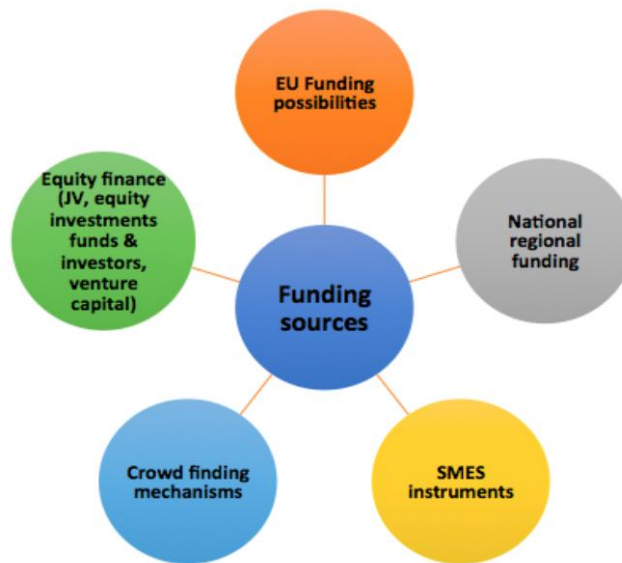 EU Funding
possibilities
Equity finance
(JV, equity
investments
funds &
investors,
venture
capital)
National
regional
funding
Funding
sources
Crowd finding
mechanisms
SMES
instruments